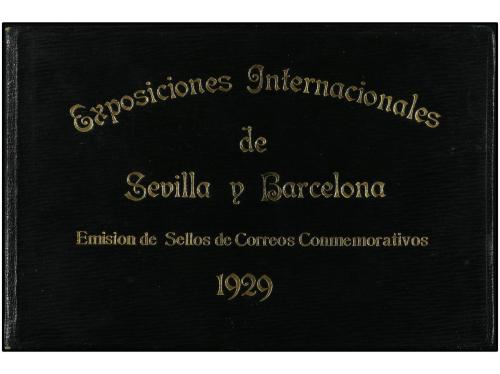 Exposiciones Internacionales
de
Sevilla y Barcelona
Emision de Sellos de Correos Conmemorativos
1929